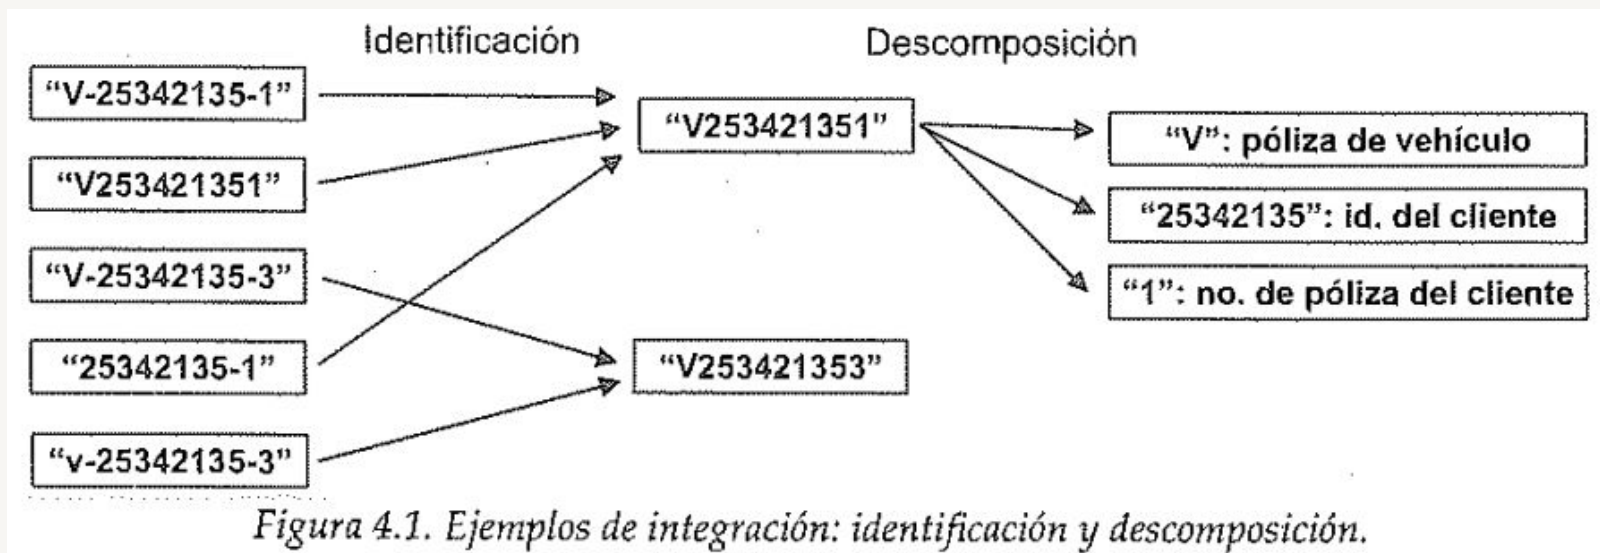 Identificación
Descomposición
“V-25342135-1”
“V253421351”
“V-25342135-3”
“25342135-1”
“v-25342135-3”
“V253421351”
“V253421353”
“V”: póliza de vehículo
“25342135”: id. del cliente
“1”: no. de póliza del cliente
Figura 4.1. Ejemplos de integración: identificación y descomposición.